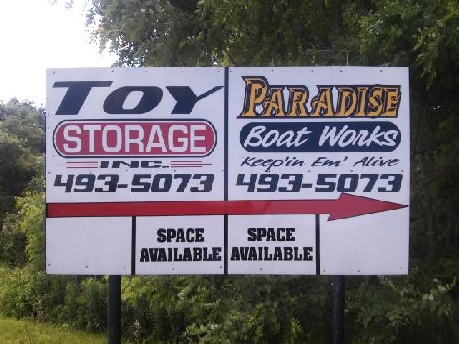 TOY
STORAGE
INC.
493-5073
PARADISE
Boat Works
Keep'in Em' Alive
493-5073
SPACE
AVAILABLE
SPACE
AVAILABLE